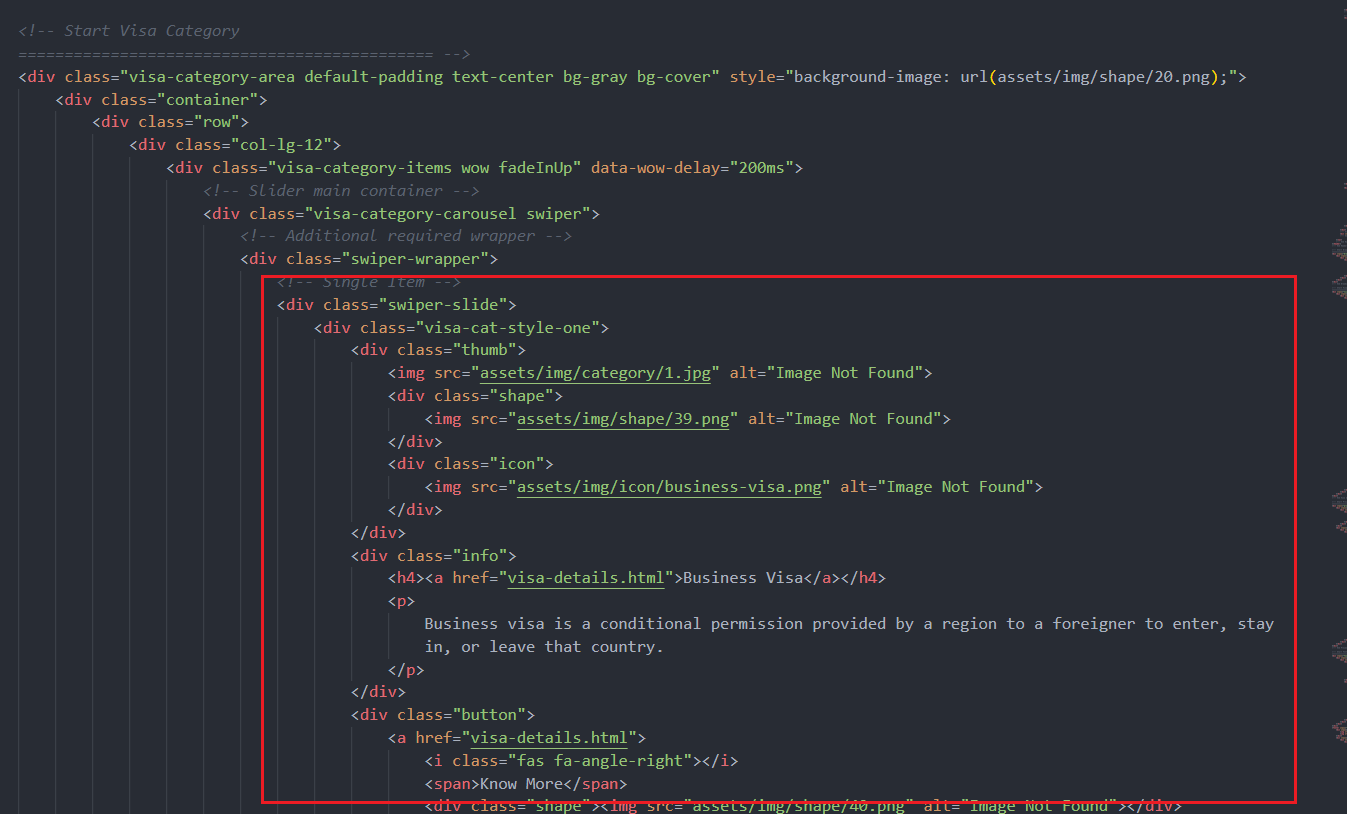 <!-- Start Visa Category
============================================= -->
<div class="visa-category-area default-padding text-center bg-gray bg-cover" style="background-image: url(assets/img/shape/20.png);">
<div class="container">
<div class="row">
<div class="col-lg-12">
<div class="visa-category-items wow fadeInUp" data-wow-delay="200ms">
<!-- Slider main container -->
<div class="visa-category-carousel swiper">
<!-- Additional required wrapper -->
<div class="swiper-wrapper">
<!-- Single Item -->
<div class="swiper-slide">
<div class="visa-cat-style-one">
<div class="thumb">
<img src="assets/img/category/1.jpg" alt="Image Not Found">
<div class="shape">
<img src="assets/img/shape/39.png" alt="Image Not Found">
</div>
<div class="icon">
<img src="assets/img/icon/business-visa.png" alt="Image Not Found">
</div>
</div>
<div class="info">
<h4><a href="visa-details.html">Business Visa</a></h4>
<p>
Business visa is a conditional permission provided by a region to a foreigner to enter, stay
in, or leave that country.
</p>
</div>
<div class="button">
<a href="visa-details.html">
<i class="fas fa-angle-right"></i>
<span>Know More</span>
<div class="shape"><img src="assets/img/shape/40.png" alt="Image Not Found"></div>